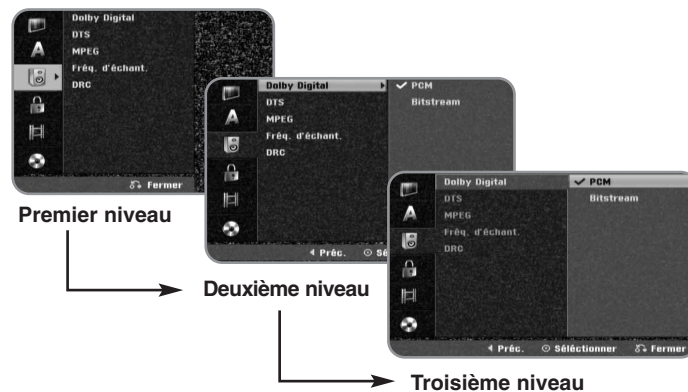 Dolby Digital
DTS
MPEG
Fréq. d'échant.
DRC
Fermer
Premier niveau
Dolby Digital
PCM
DTS
Bitstream
MPEG
Fréq. d'échant.
DRC
Préc.
Deuxième niveau
Dolby Digital
PCM
DTS
Bitstream
MPEG
Fréq. d'échant.
DRC
Préc. Séléctionner Fermer
Troisième niveau